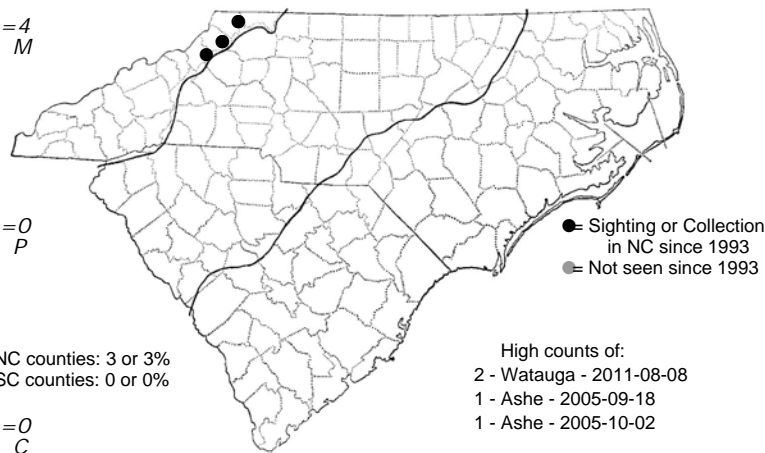 =4
M
=0
P
●= Sighting or Collection
in NC since 1993
●= Not seen since 1993
NC counties: 3 or 3%
SC counties: 0 or 0%
High counts of:
2 - Watauga - 2011-08-08
1 - Ashe - 2005-09-18
1 - Ashe - 2005-10-02
=0
C